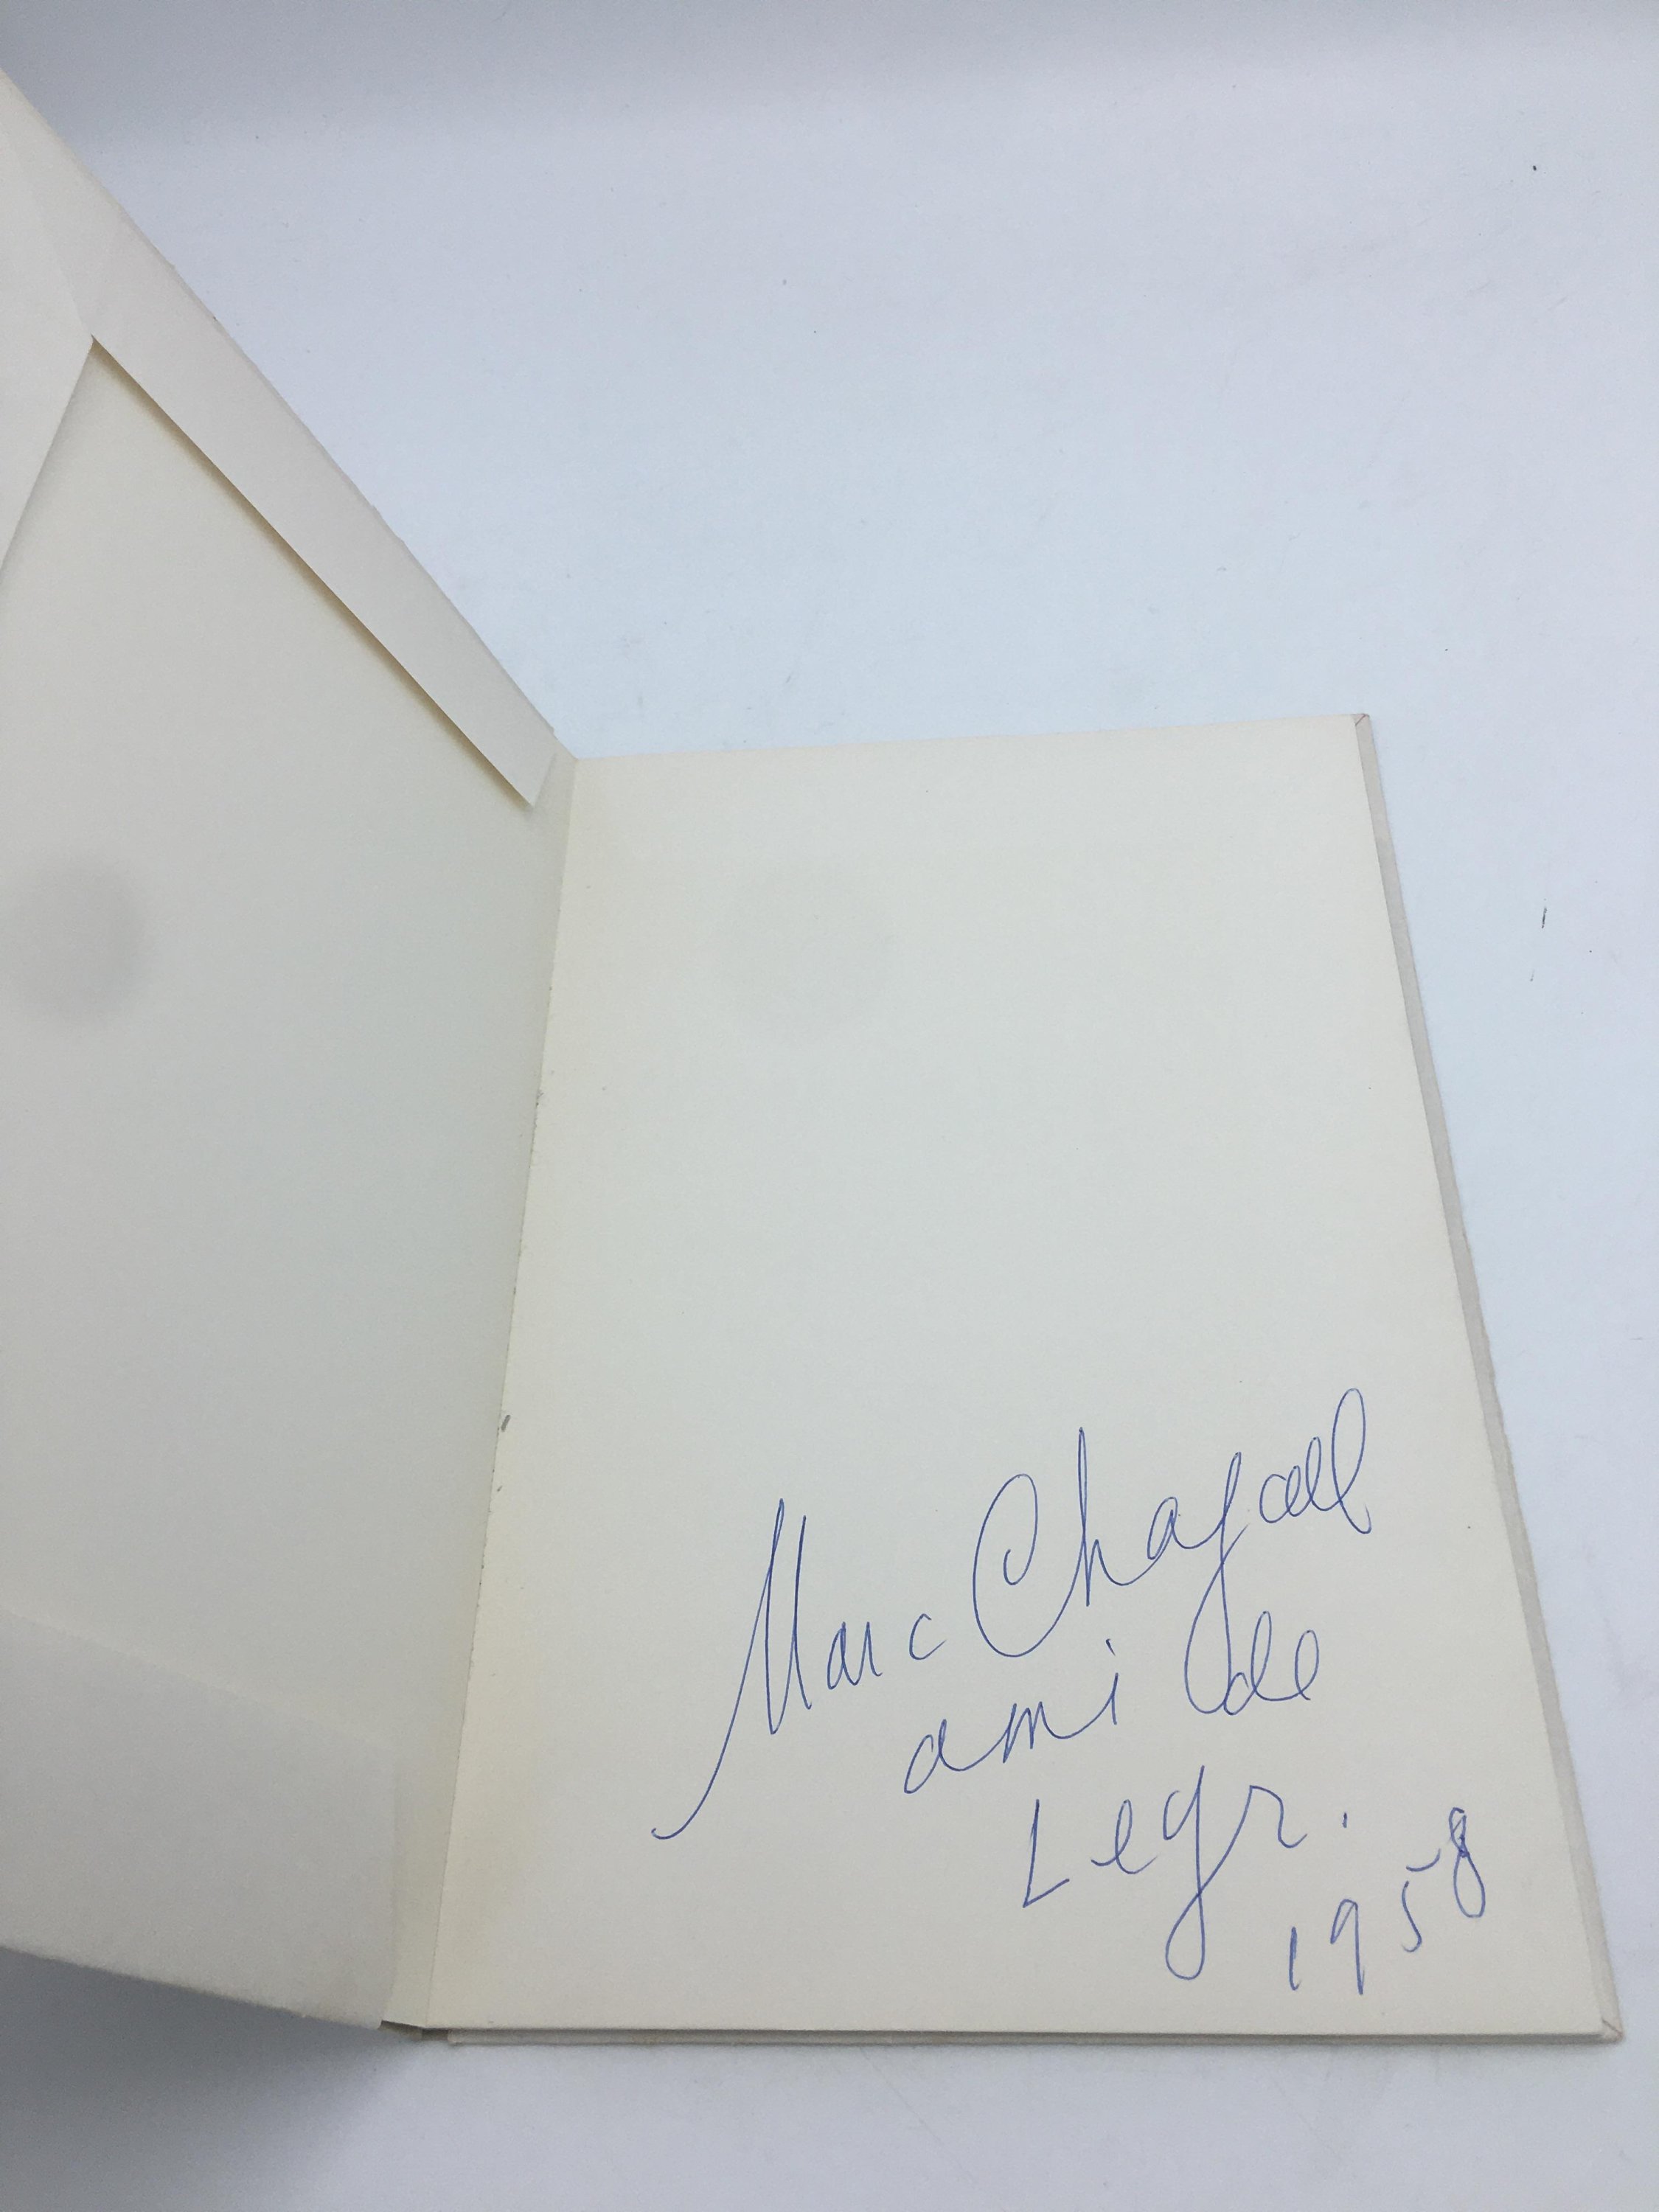 Marc Chagall
ami de
Legr.
1958